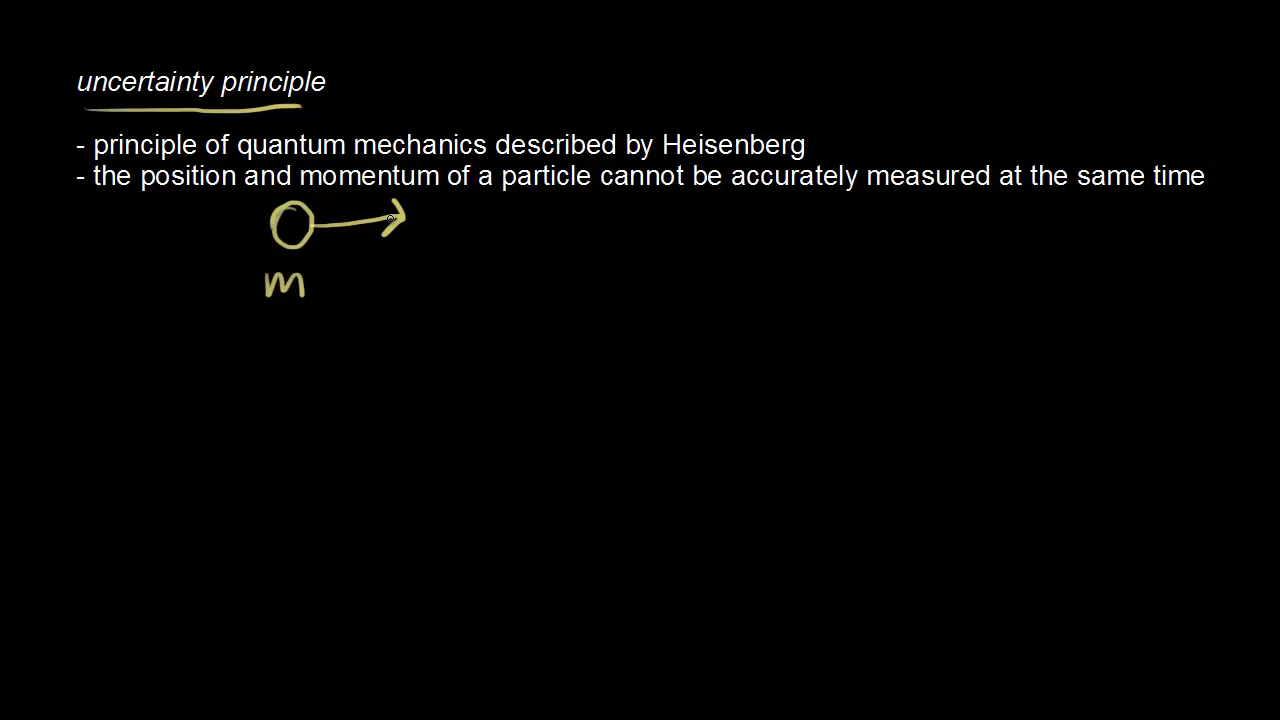 uncertainty principle
- principle of quantum mechanics described by Heisenberg
- the position and momentum of a particle cannot be accurately measured at the same time
m